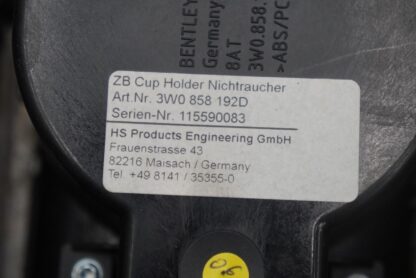 BENTLEY
Germany
8AT
3W0.858.
>ABS/PC
ZB Cup Holder Nichtraucher
Art.Nr. 3W0 858 192D
Serien-Nr. 115590083
HS Products Engineering GmbH
Frauenstrasse 43
82216 Maisach / Germany
Tel. +49 8141 / 35355-0